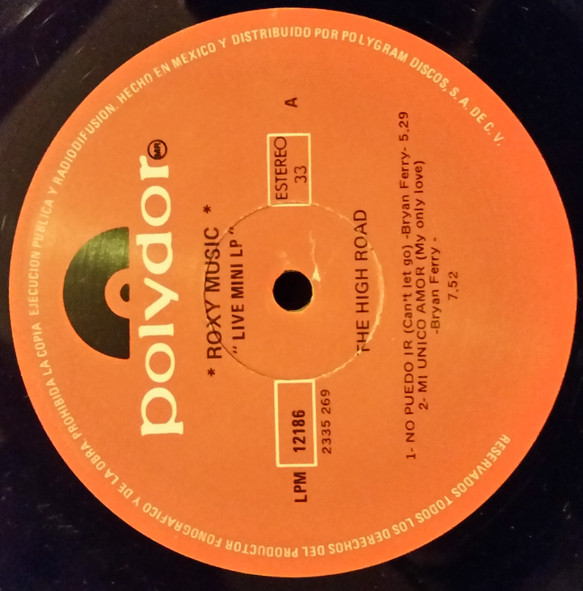 polydor
MR
* ROXY MUSIC *
" LIVE MINI LP "
LPM 12186
2335 269
ESTEREO
33
A
THE HIGH ROAD
1- NO PUEDO IR (Can't let go) -Bryan Ferry- 5.29
2- MI UNICO AMOR (My only love)
-Bryan Ferry -
7.52
RESERVADOS TODOS LOS DERECHOS DEL PRODUCTOR FONOGRAFICO Y DE LA OBRA. PROHIBIDA LA COPIA EJECUCION PUBLICA Y RADIODIFUSION. HECHO EN MEXICO Y DISTRIBUIDO POR POLYGRAM DISCOS, S. A. DE C. V.